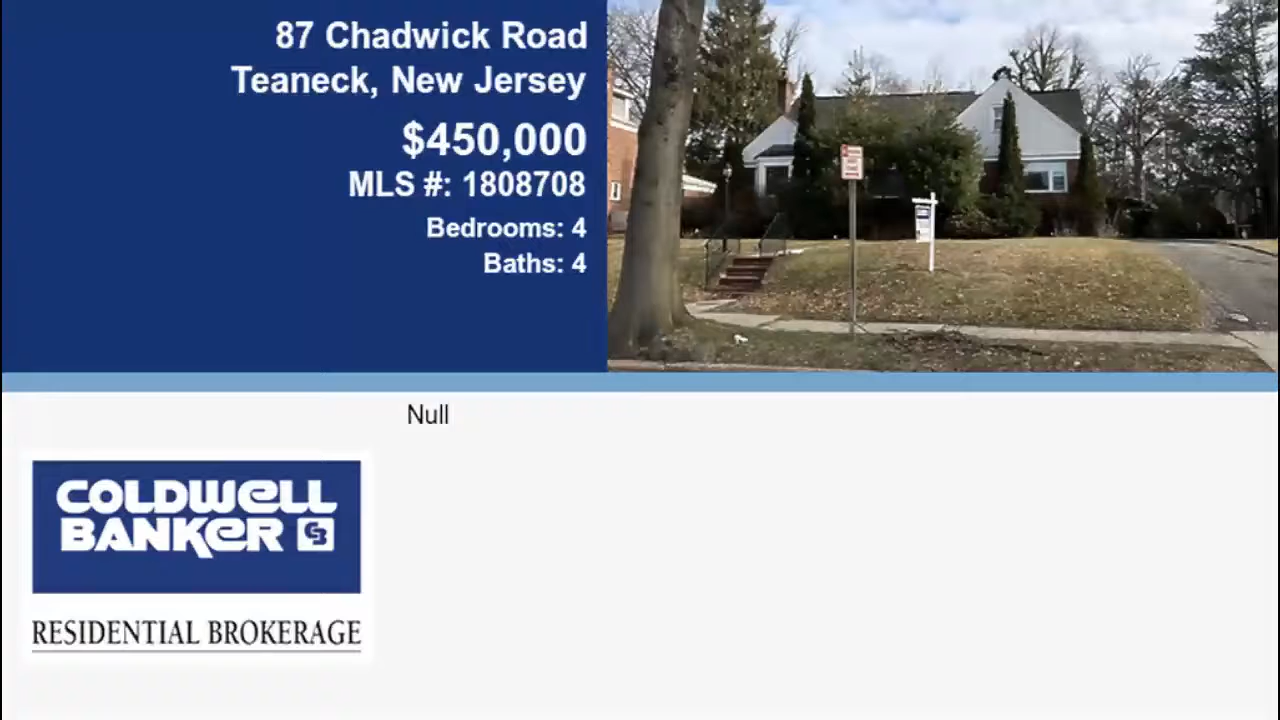 87 Chadwick Road
Teaneck, New Jersey
$450,000
MLS #: 1808708
Bedrooms: 4
Baths: 4
Null
COLDWELL
BANKER CB
RESIDENTIAL BROKERAGE